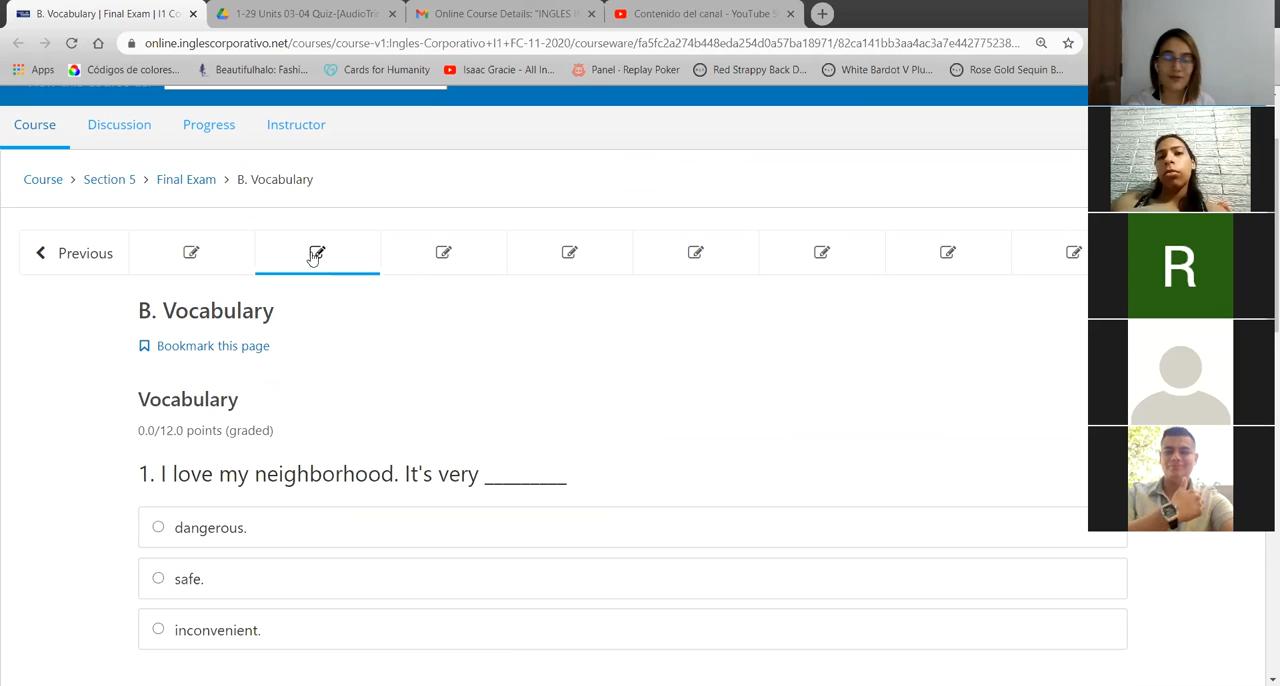 B. Vocabulary | Final Exam | I1 Co
1-29 Units 03-04 Quiz-[AudioTri
Online Course Details: "INGLES I
Contenido del canal - YouTube S
online.inglescorporativo.net/courses/course-v1:Ingles-Corporativo+I1+FC-11-2020/courseware/fa5fc2a274b448eda254d0a57ba18971/82ca141bb3aa4ac3a7e442775238...
Apps
Códigos de colores...
Beautifulhalo: Fashi...
Cards for Humanity
Isaac Gracie - All In...
Panel - Replay Poker
Red Strappy Back D...
White Bardot V Plu...
Rose Gold Sequin B...
Course
Discussion
Progress
Instructor
Course > Section 5 > Final Exam > B. Vocabulary
Previous
B. Vocabulary
Bookmark this page
Vocabulary
0.0/12.0 points (graded)
1. I love my neighborhood. It's very _________
dangerous.
safe.
inconvenient.
R